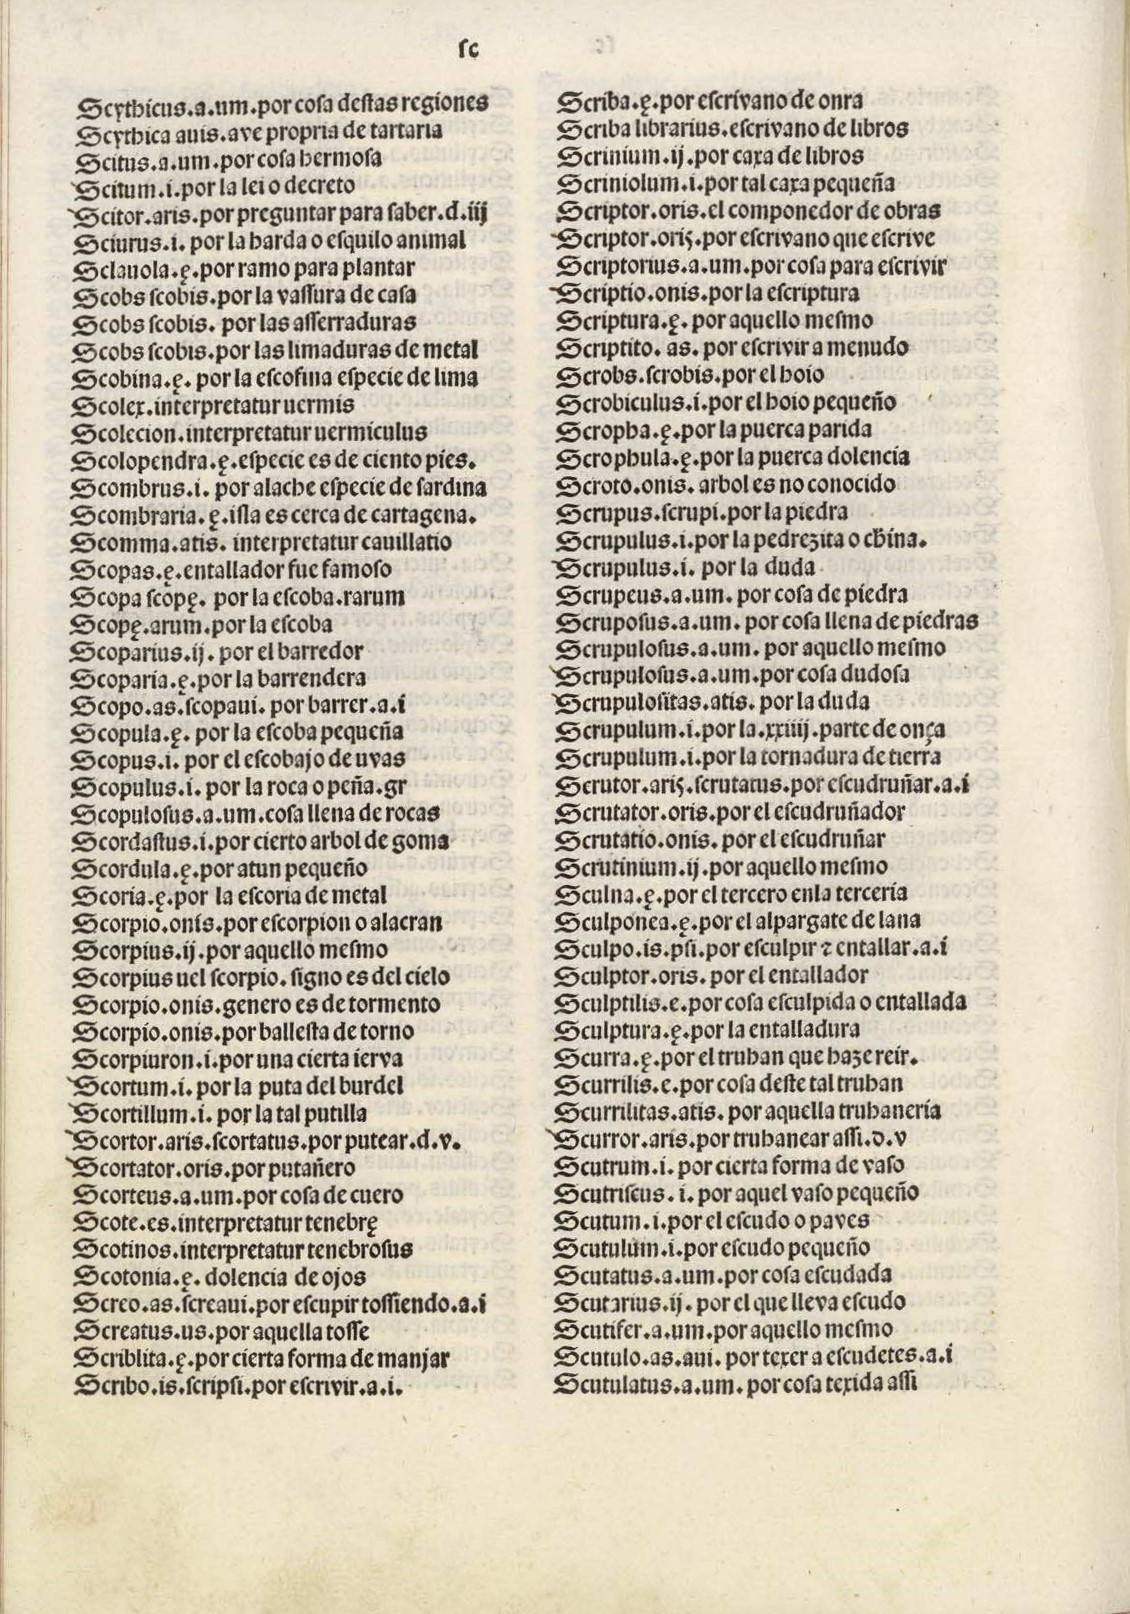 sc
Scythicus.a.um.por cosa destas regiones
Scythica auis.ave propria de tartaria
Scitus.a.um.por cosa hermosa
Scitum.i.por la lei o decreto
Scitor.aris.por preguntar para saber.d.iij
Sciurus.i. por la harda o esquilo animal
Sclauola.ę.por ramo para plantar
Scobs scobis.por la vassura de casa
Scobs scobis. por las asserraduras
Scobs scobis.por las limaduras de metal
Scobina.ę. por la escofina especie de lima
Scolex.interpretatur uermis
Scolecion.interpretatur uermiculus
Scolopendra.ę.especie es de ciento pies.
Scombrus.i. por alache especie de sardina
Scombraria.ę.isla es cerca de cartagena.
Scomma.atis. interpretatur cauillatio
Scopas.ę.entallador fue famoso
Scopa scopę. por la escoba.rarum
Scopę.arum.por la escoba
Scoparius.ij. por el barredor
Scoparia.ę.por la barrendera
Scopo.as.scopaui. por barrer.a.i
Scopula.ę. por la escoba pequeña
Scopus.i. por el escobajo de uvas
Scopulus.i. por la roca o peña.gr
Scopulosus.a.um.cosa llena de rocas
Scordastus.i.por cierto arbol de goma
Scordula.ę.por atun pequeño
Scoria.ę.por la escoria de metal
Scorpio.onis.por escorpion o alacran
Scorpius.ij.por aquello mesmo
Scorpius uel scorpio. signo es del cielo
Scorpio.onis.genero es de tormento
Scorpio.onis.por ballesta de torno
Scorpiuron.i.por una cierta ierva
Scortum.i. por la puta del burdel
Scortillum.i. por la tal putilla
Scortor.aris.scortatus.por putear.d.v.
Scortator.oris.por putañero
Scorteus.a.um.por cosa de cuero
Scote.es.interpretatur tenebrę
Scotinos.interpretatur tenebrosus
Scotonia.ę. dolencia de ojos
Screo.as.screaui.por escupir tossiendo.a.i
Screatus.us.por aquella tosse
Scriblita.ę.por cierta forma de manjar
Scribo.is.scripsi.por escrivir.a.i.
Scriba.ę.por escrivano de onra
Scriba librarius.escrivano de libros
Scrinium.ij.por caxa de libros
Scriniolum.i.por tal caxa pequeña
Scriptor.oris.el componedor de obras
Scriptor.oris.por escrivano que escrive
Scriptorius.a.um.por cosa para escrivir
Scriptio.onis.por la escriptura
Scriptura.ę. por aquello mesmo
Scriptito. as. por escrivir a menudo
Scrobs.scrobis.por el hoio
Scrobiculus.i.por el hoio pequeño
Scropha.ę.por la puerca parida
Scrophula.ę.por la puerca dolencia
Scroto.onis. arbol es no conocido
Scrupus.scrupi.por la piedra
Scrupulus.i.por la pedrezita o china.
Scrupulus.i. por la duda
Scrupeus.a.um. por cosa de piedra
Scruposus.a.um. por cosa llena de piedras
Scrupulosus.a.um. por aquello mesmo
Scrupulosus.a.um.por cosa dudosa
Scrupulositas.atis. por la duda
Scrupulum.i.por la.xxiiij.parte de onça
Scrupulum.i.por la tornadura de tierra
Scrutor.aris.scrutatus.por escudruñar.a.i
Scrutator.oris.por el escudruñador
Scrutatio.onis. por el escudruñar
Scrutinium.ij.por aquello mesmo
Sculna.ę.por el tercero enla terceria
Sculponea.ę.por el alpargate de lana
Sculpo.is.psi.por esculpir ⁊ entallar.a.i
Sculptor.oris. por el entallador
Sculptilis.e.por cosa esculpida o entallada
Sculptura.ę.por la entalladura
Scurra.ę.por el truhan que haze reir.
Scurrilis.e.por cosa deste tal truhan
Scurrilitas.atis. por aquella truhaneria
Scurror.aris.por truhanear assi.d.v
Scutrum.i. por cierta forma de vaso
Scutriscus.i.por aquel vaso pequeño
Scutum.i.por el escudo o paves
Scutulum.i.por escudo pequeño
Scutatus.a.um.por cosa escudada
Scutarius.ij.por el que lleva escudo
Scutifer.a.um.por aquello mesmo
Scutulo.as.aui. por texer a escudetes.a.i
Scutulatus.a.um. por cosa texida assi